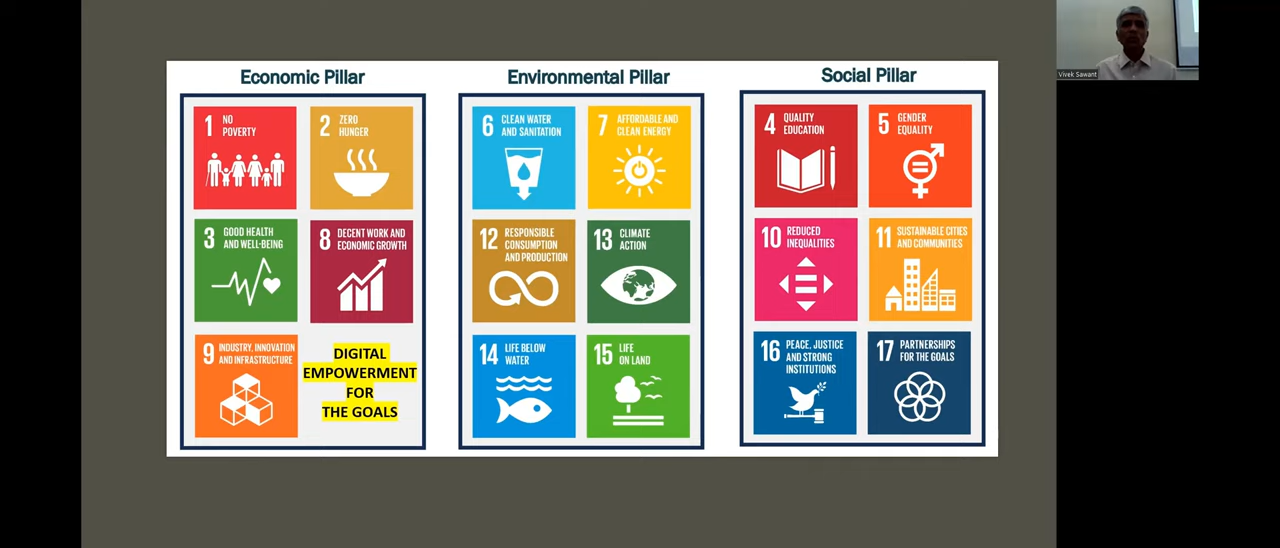 Economic Pillar
1 NO
POVERTY
2 ZERO
HUNGER
3 GOOD HEALTH
AND WELL-BEING
8 DECENT WORK AND
ECONOMIC GROWTH
9 INDUSTRY, INNOVATION
AND INFRASTRUCTURE
DIGITAL
EMPOWERMENT
FOR
THE GOALS
Environmental Pillar
6 CLEAN WATER
AND SANITATION
7 AFFORDABLE AND
CLEAN ENERGY
12 RESPONSIBLE
CONSUMPTION
AND PRODUCTION
13 CLIMATE
ACTION
14 LIFE BELOW
WATER
15 LIFE
ON LAND
Social Pillar
4 QUALITY
EDUCATION
5 GENDER
EQUALITY
10 REDUCED
INEQUALITIES
11 SUSTAINABLE CITIES
AND COMMUNITIES
16 PEACE, JUSTICE
AND STRONG
INSTITUTIONS
17 PARTNERSHIPS
FOR THE GOALS
Vivek Sawant